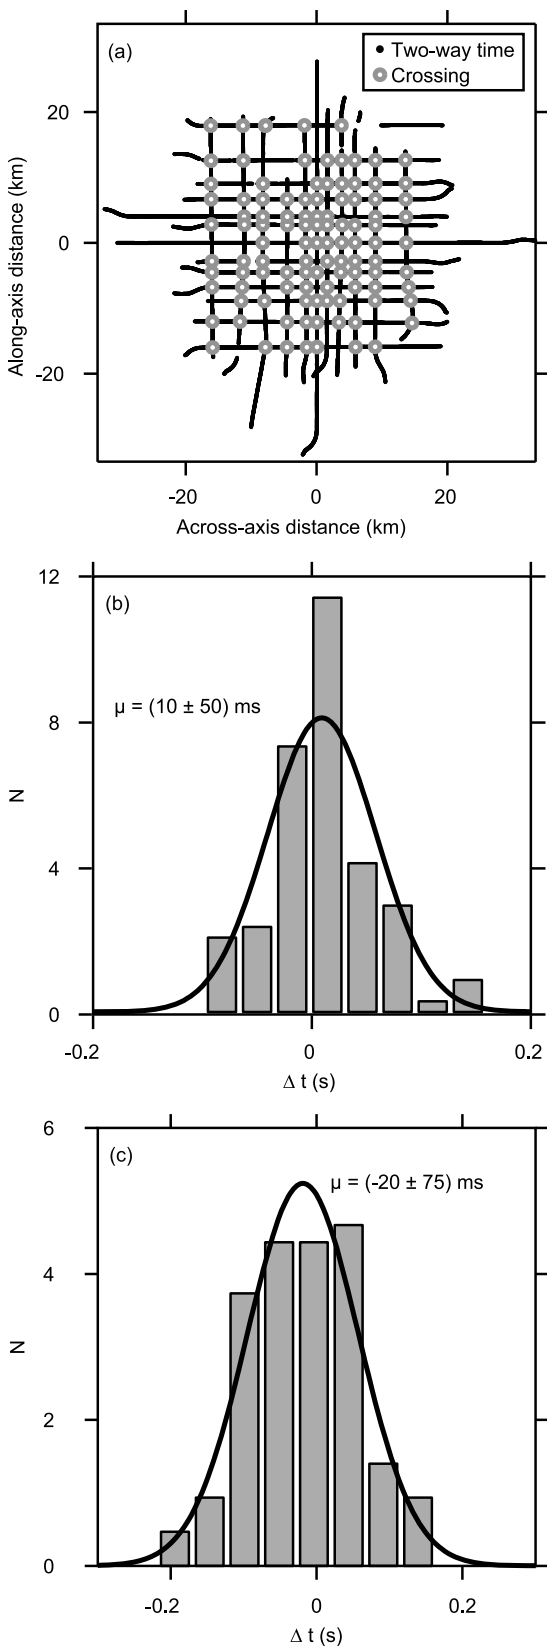 (a)
Two-way time
Crossing
20
0
-20
Along-axis distance (km)
-20 0 20
Across-axis distance (km)
12
(b)
μ = (10 ± 50) ms
8
N
4
0
-0.2 0 0.2
Δ t (s)
6
(c)
μ = (-20 ± 75) ms
4
N
2
0
-0.2 0 0.2
Δ t (s)